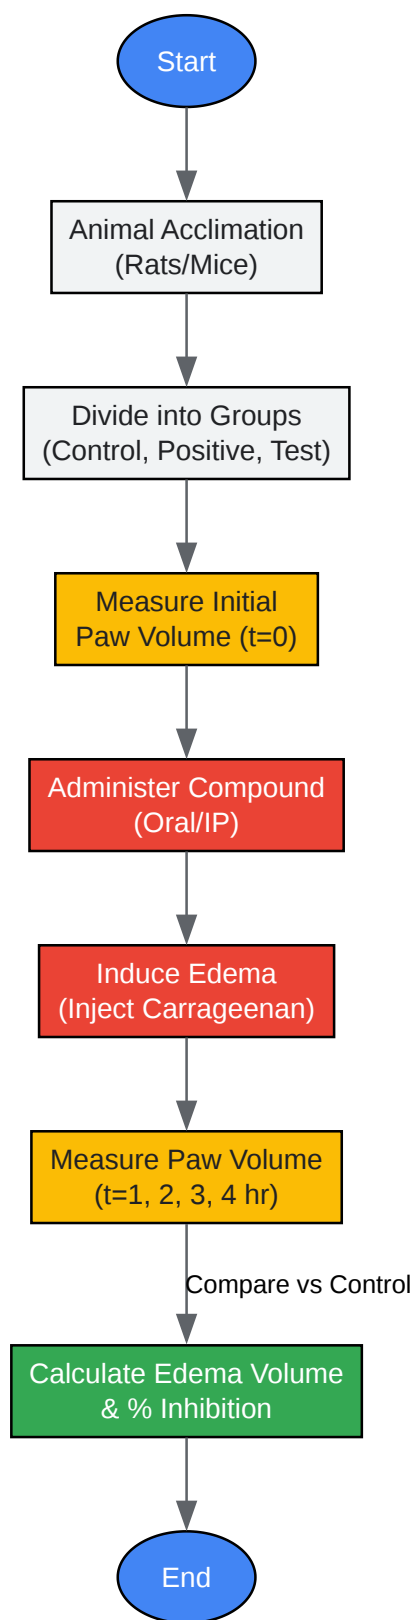 Start
Animal Acclimation
(Rats/Mice)
Divide into Groups
(Control, Positive, Test)
Measure Initial
Paw Volume (t=0)
Administer Compound
(Oral/IP)
Induce Edema
(Inject Carrageenan)
Measure Paw Volume
(t=1, 2, 3, 4 hr)
Compare vs Control
Calculate Edema Volume
& % Inhibition
End